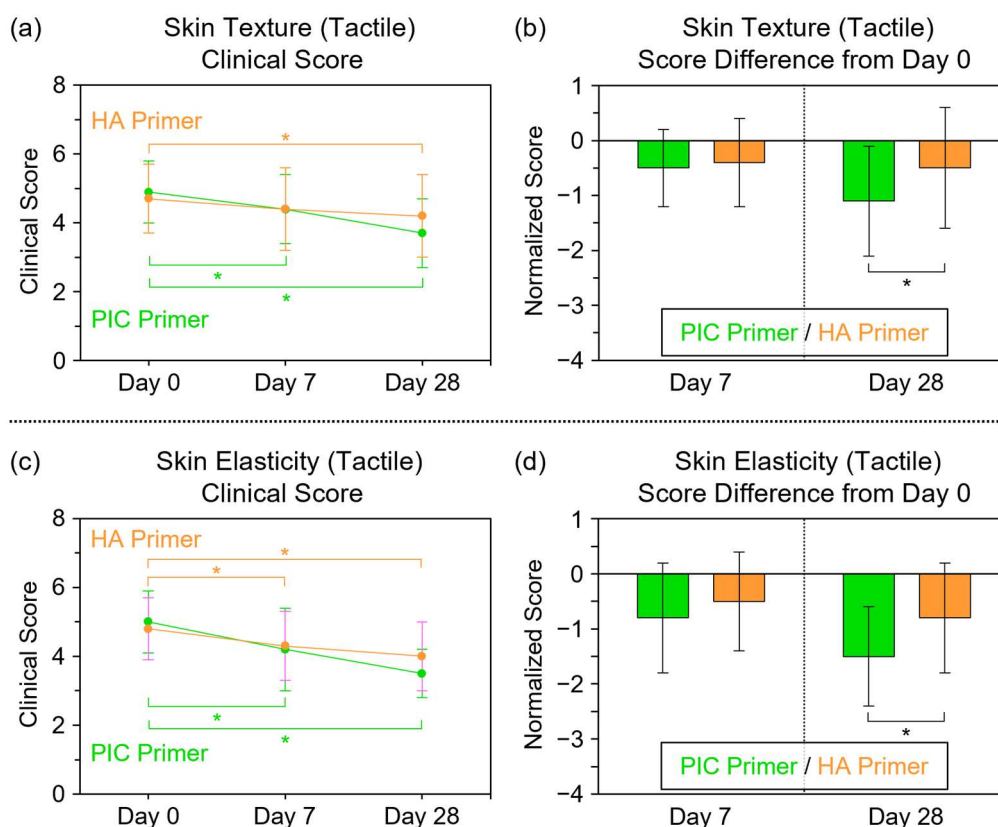 (a)
Skin Texture (Tactile)
Clinical Score
Clinical Score
8
6
4
2
0
HA Primer
*
*
*
PIC Primer
Day 0
Day 7
Day 28
(b)
Skin Texture (Tactile)
Score Difference from Day 0
Normalized Score
1
0
−1
−2
−3
−4
*
PIC Primer / HA Primer
Day 7
Day 28
(c)
Skin Elasticity (Tactile)
Clinical Score
Clinical Score
8
6
4
2
0
HA Primer
*
*
*
*
PIC Primer
Day 0
Day 7
Day 28
(d)
Skin Elasticity (Tactile)
Score Difference from Day 0
Normalized Score
1
0
−1
−2
−3
−4
*
PIC Primer / HA Primer
Day 7
Day 28